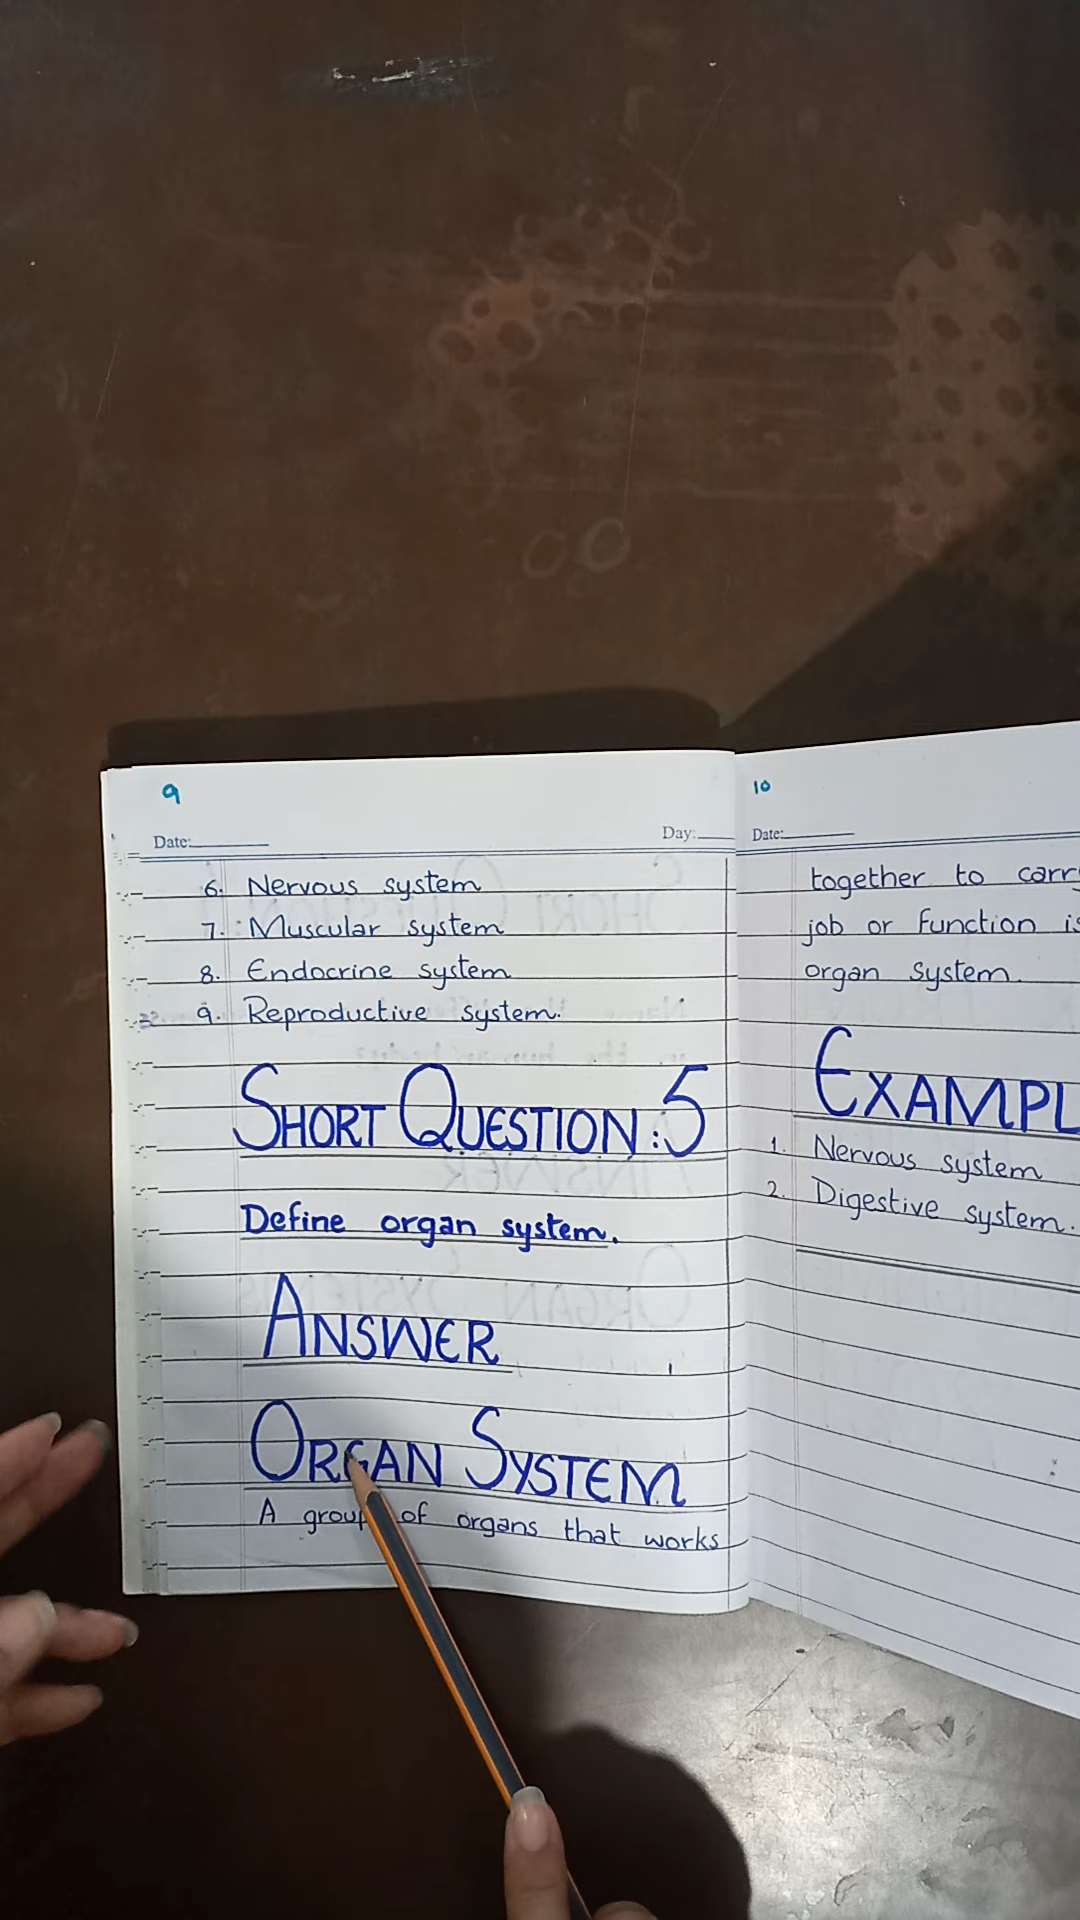 9
Date:
Day:
6. Nervous system
7. Muscular system
8. Endocrine system
9. Reproductive system.
SHORT QUESTION:5
Define organ system.
ANSWER
ORGAN SYSTEM
A group of organs that works
10
Date:
together to carry
job or function is
organ system.
EXAMPL
1. Nervous system
2. Digestive system.